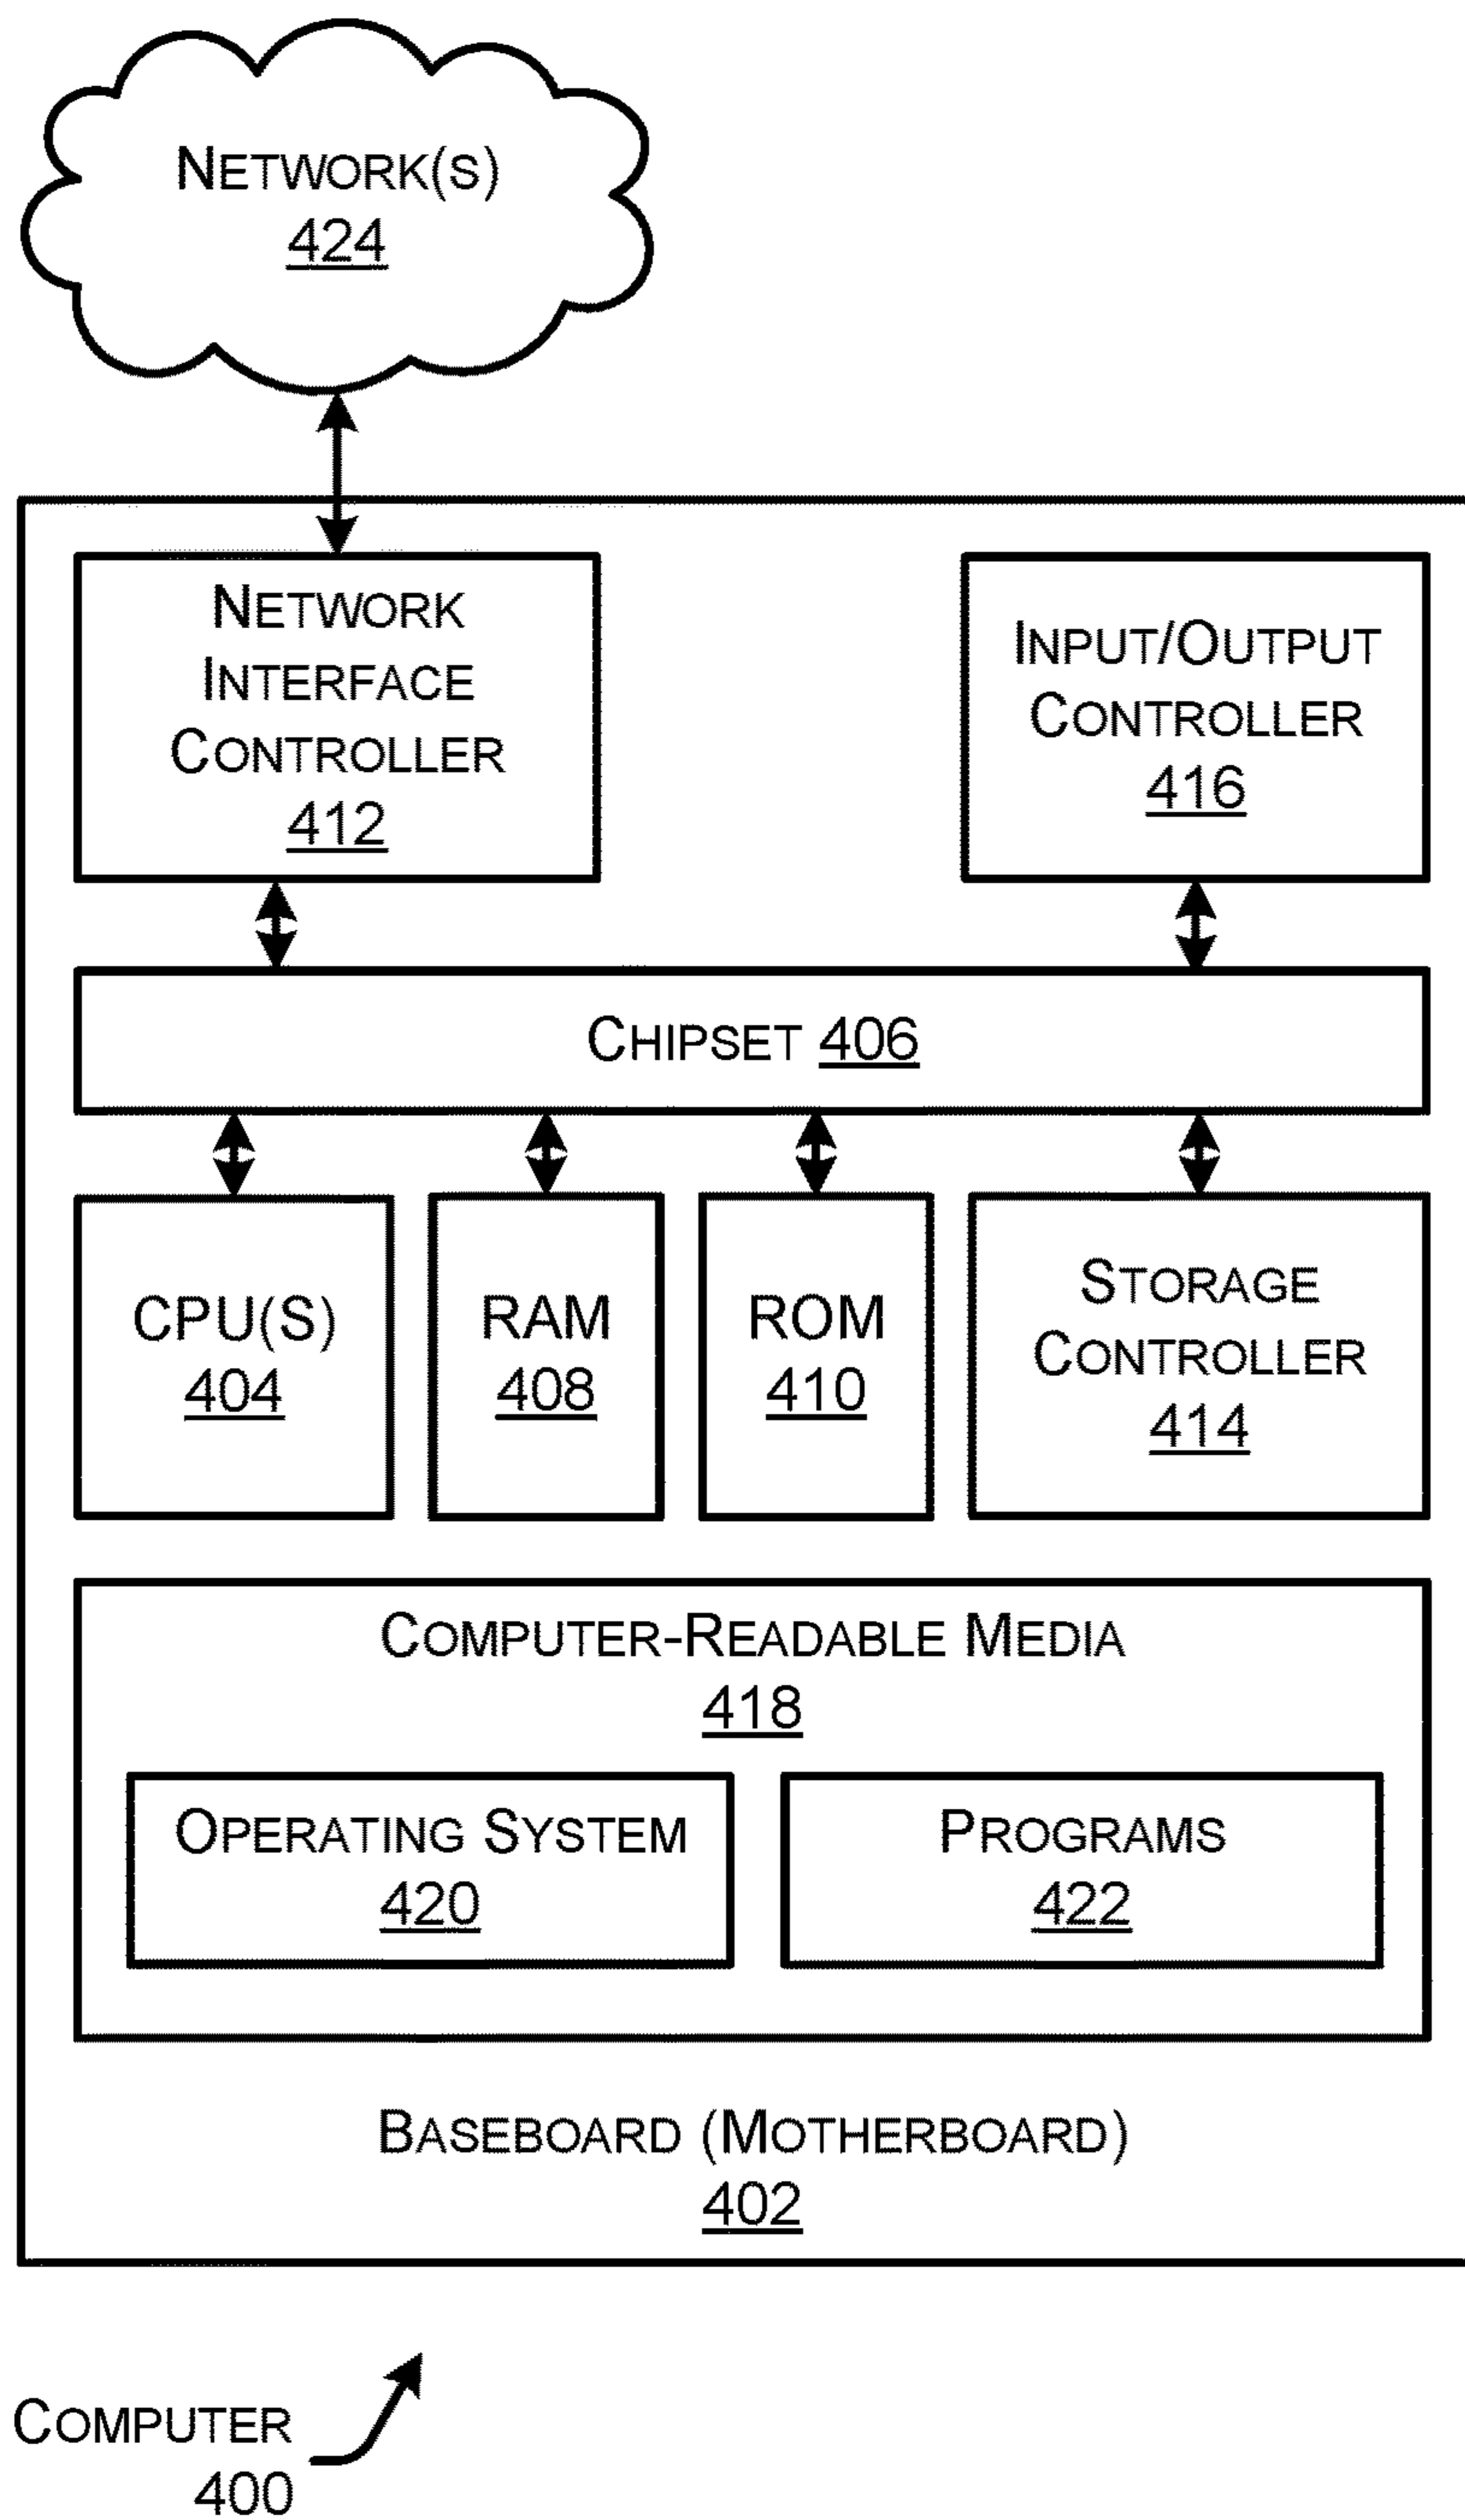 NETWORK(S)
424
NETWORK
INTERFACE
CONTROLLER
412
INPUT/OUTPUT
CONTROLLER
416
CHIPSET 406
CPU(S)
404
RAM
408
ROM
410
STORAGE
CONTROLLER
414
COMPUTER-READABLE MEDIA
418
OPERATING SYSTEM
420
PROGRAMS
422
BASEBOARD (MOTHERBOARD)
402
COMPUTER
400